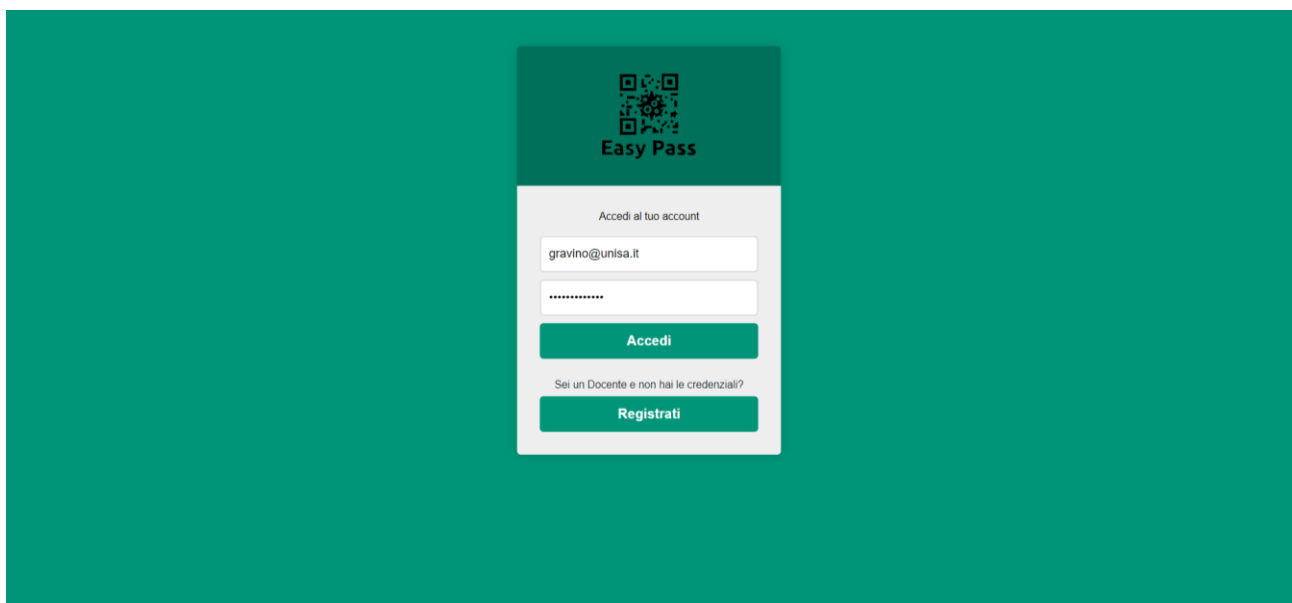 Easy Pass
Accedi al tuo account
gravino@unisa.it
•••••••••••••
Accedi
Sei un Docente e non hai le credenziali?
Registrati